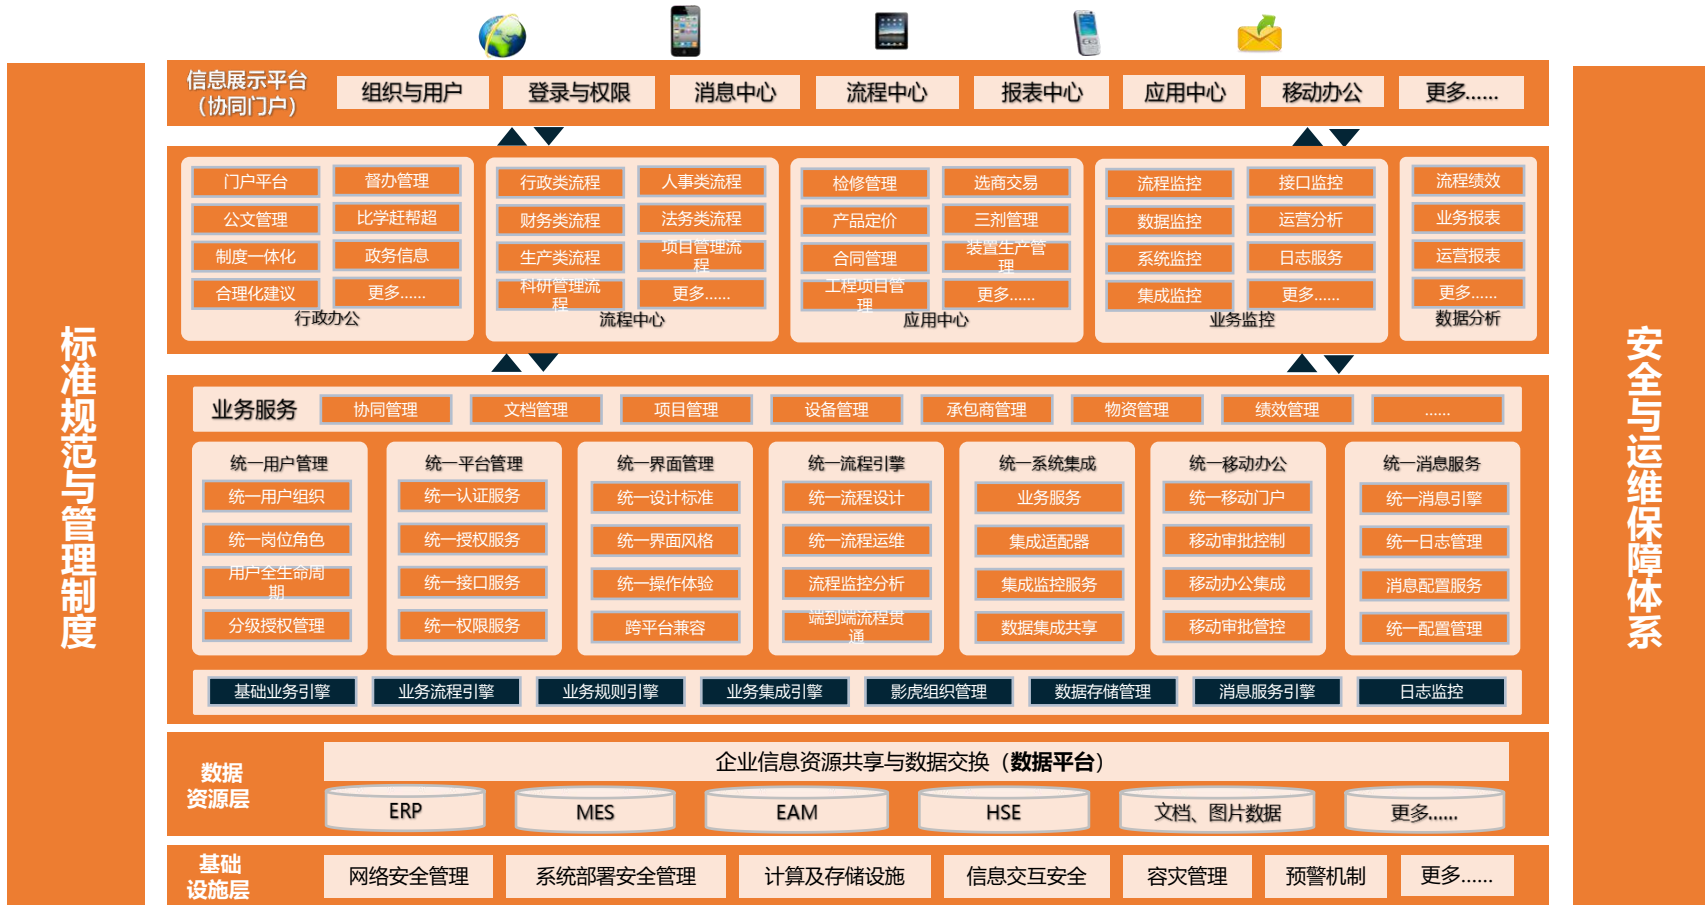 信息展示平台
（协同门户）
组织与用户
登录与权限
消息中心
流程中心
报表中心
应用中心
移动办公
更多……
门户平台
督办管理
公文管理
比学赶帮超
制度一体化
政务信息
合理化建议
更多……
行政办公
行政类流程
人事类流程
财务类流程
法务类流程
生产类流程
项目管理流
程
科研管理流
程
更多……
流程中心
检修管理
选商交易
产品定价
三剂管理
合同管理
装置生产管
理
工程项目管
理
更多……
应用中心
流程监控
接口监控
数据监控
运营分析
系统监控
日志服务
集成监控
更多……
业务监控
流程绩效
业务报表
运营报表
更多……
数据分析
标准规范与管理制度
安全与运维保障体系
业务服务
协同管理
文档管理
项目管理
设备管理
承包商管理
物资管理
绩效管理
……
统一用户管理
统一用户组织
统一岗位角色
用户全生命周
期
分级授权管理
统一平台管理
统一认证服务
统一授权服务
统一接口服务
统一权限服务
统一界面管理
统一设计标准
统一界面风格
统一操作体验
跨平台兼容
统一流程引擎
统一流程设计
统一流程运维
流程监控分析
端到端流程贯
通
统一系统集成
业务服务
集成适配器
集成监控服务
数据集成共享
统一移动办公
统一移动门户
移动审批控制
移动办公集成
移动审批管控
统一消息服务
统一消息引擎
统一日志管理
消息配置服务
统一配置管理
基础业务引擎
业务流程引擎
业务规则引擎
业务集成引擎
影虎组织管理
数据存储管理
消息服务引擎
日志监控
数据
资源层
企业信息资源共享与数据交换（数据平台）
ERP
MES
EAM
HSE
文档、图片数据
更多……
基础
设施层
网络安全管理
系统部署安全管理
计算及存储设施
信息交互安全
容灾管理
预警机制
更多……